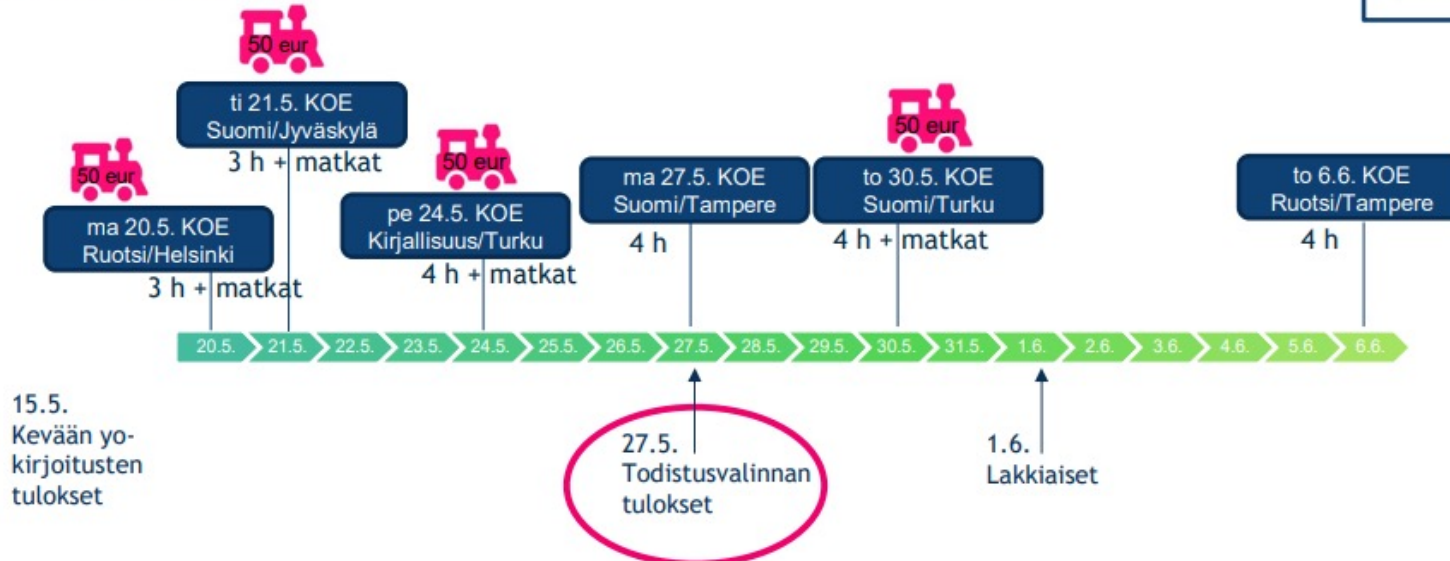 50 eur
ti 21.5. KOE
Suomi/Jyväskylä
3 h + matkat
50 eur
ma 20.5. KOE
Ruotsi/Helsinki
3 h + matkat
50 eur
pe 24.5. KOE
Kirjallisuus/Turku
4 h + matkat
ma 27.5. KOE
Suomi/Tampere
4 h
50 eur
to 30.5. KOE
Suomi/Turku
4 h + matkat
to 6.6. KOE
Ruotsi/Tampere
4 h
20.5. 21.5. 22.5. 23.5. 24.5. 25.5. 26.5. 27.5. 28.5. 29.5. 30.5. 31.5. 1.6. 2.6. 3.6. 4.6. 5.6. 6.6.
15.5.
Kevään yo-
kirjoitusten
tulokset
27.5.
Todistusvalinnan
tulokset
1.6.
Lakkiaiset